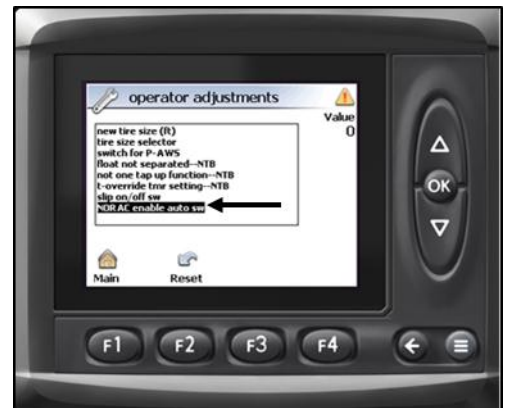 operator adjustments
Value
0
new tire size (ft)
tire size selector
switch for P-AWS
float not separated--NTB
not one tap up function--NTB
t-override tmr setting--NTB
slip on/off sw
NORAC enable auto sw
Main
Reset
OK
F1
F2
F3
F4